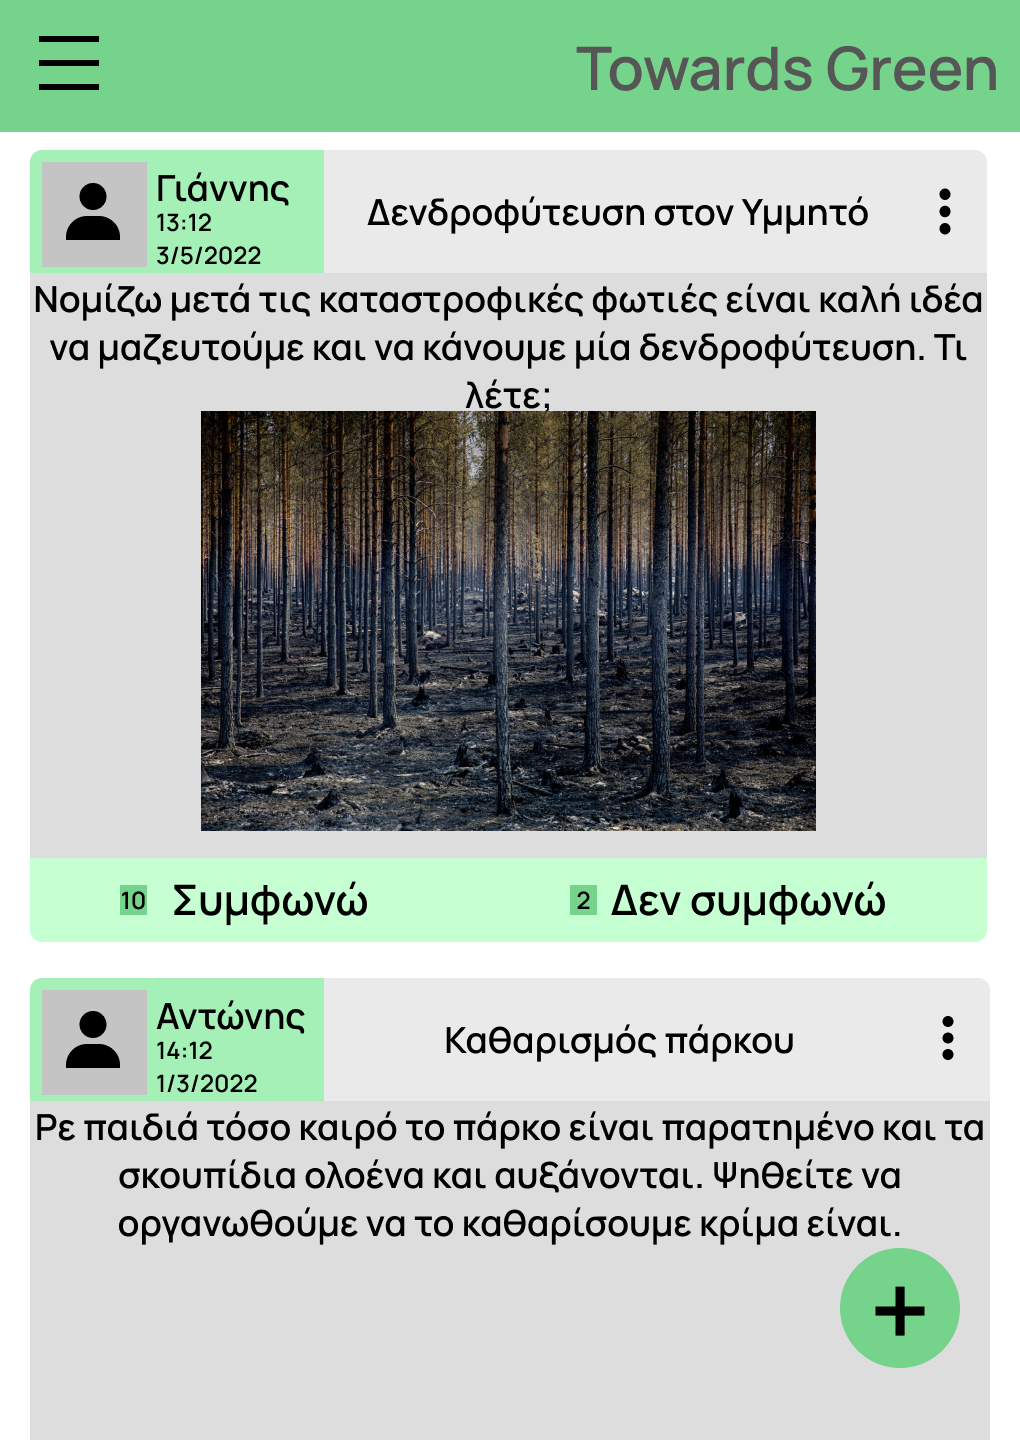 Towards Green
Γιάννης
13:12
3/5/2022
Δενδροφύτευση στον Υμμητό
Νομίζω μετά τις καταστροφικές φωτιές είναι καλή ιδέα
να μαζευτούμε και να κάνουμε μία δενδροφύτευση. Τι
λέτε;
10 Συμφωνώ
2 Δεν συμφωνώ
Αντώνης
14:12
1/3/2022
Καθαρισμός πάρκου
Ρε παιδιά τόσο καιρό το πάρκο είναι παρατημένο και τα
σκουπίδια ολοένα και αυξάνονται. Ψηθείτε να
οργανωθούμε να το καθαρίσουμε κρίμα είναι.
+